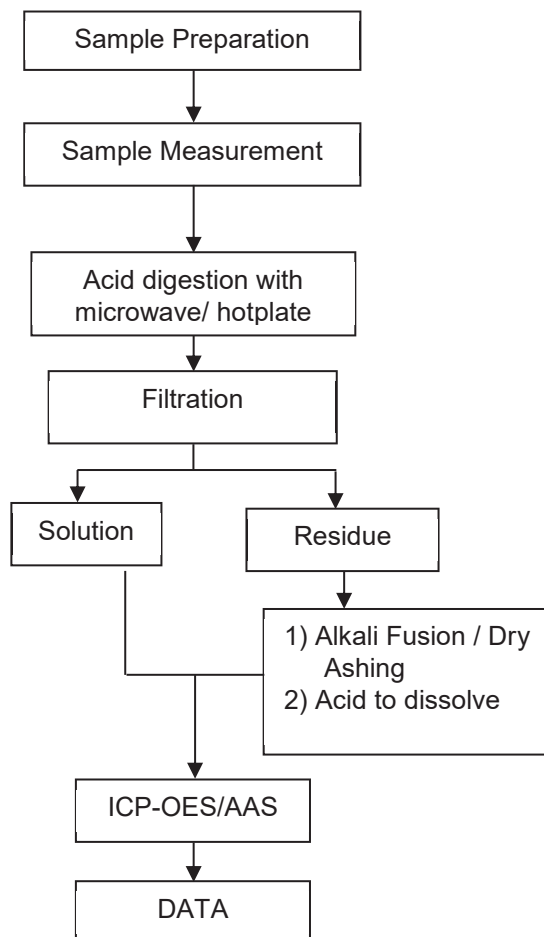 Sample Preparation
Sample Measurement
Acid digestion with
microwave/ hotplate
Filtration
Solution
Residue
1) Alkali Fusion / Dry
Ashing
2) Acid to dissolve
ICP-OES/AAS
DATA